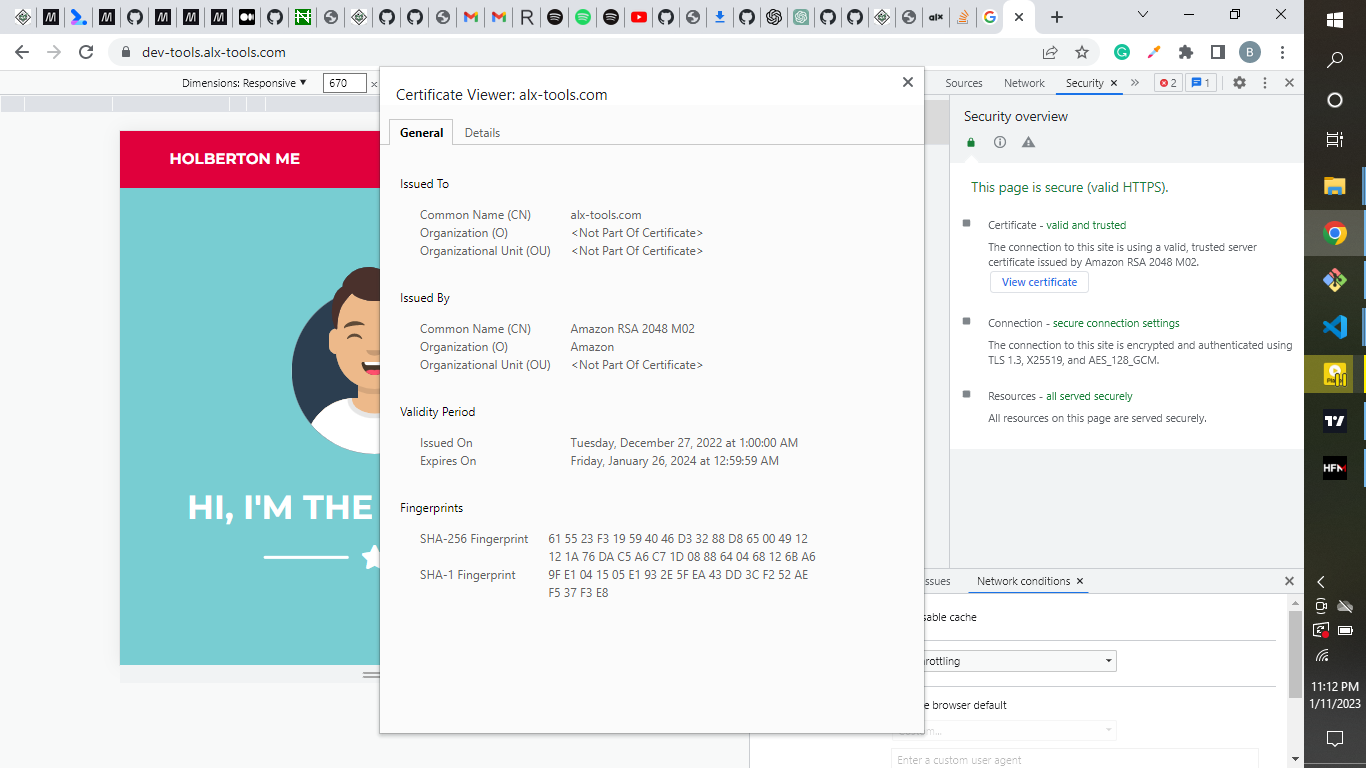 dev-tools.alx-tools.com
B
Dimensions: Responsive
670
×
Sources
Network
Security
2
1
HOLBERTON ME
HI, I'M THE
Certificate Viewer: alx-tools.com
General
Details
Issued To
Common Name (CN) alx-tools.com
Organization (O) <Not Part Of Certificate>
Organizational Unit (OU) <Not Part Of Certificate>
Issued By
Common Name (CN) Amazon RSA 2048 M02
Organization (O) Amazon
Organizational Unit (OU) <Not Part Of Certificate>
Validity Period
Issued On Tuesday, December 27, 2022 at 1:00:00 AM
Expires On Friday, January 26, 2024 at 12:59:59 AM
Fingerprints
SHA-256 Fingerprint 61 55 23 F3 19 59 40 46 D3 32 88 D8 65 00 49 12
12 1A 76 DA C5 A6 C7 1D 08 88 64 04 68 12 6B A6
SHA-1 Fingerprint 9F E1 04 15 05 E1 93 2E 5F EA 43 DD 3C F2 52 AE
F5 37 F3 E8
Security overview
This page is secure (valid HTTPS).
Certificate - valid and trusted
The connection to this site is using a valid, trusted server
certificate issued by Amazon RSA 2048 M02.
View certificate
Connection - secure connection settings
The connection to this site is encrypted and authenticated using
TLS 1.3, X25519, and AES_128_GCM.
Resources - all served securely
All resources on this page are served securely.
ssues
Network conditions
sable cache
rottling
e browser default
Custom...
Enter a custom user agent
HFM
11:12 PM
1/11/2023